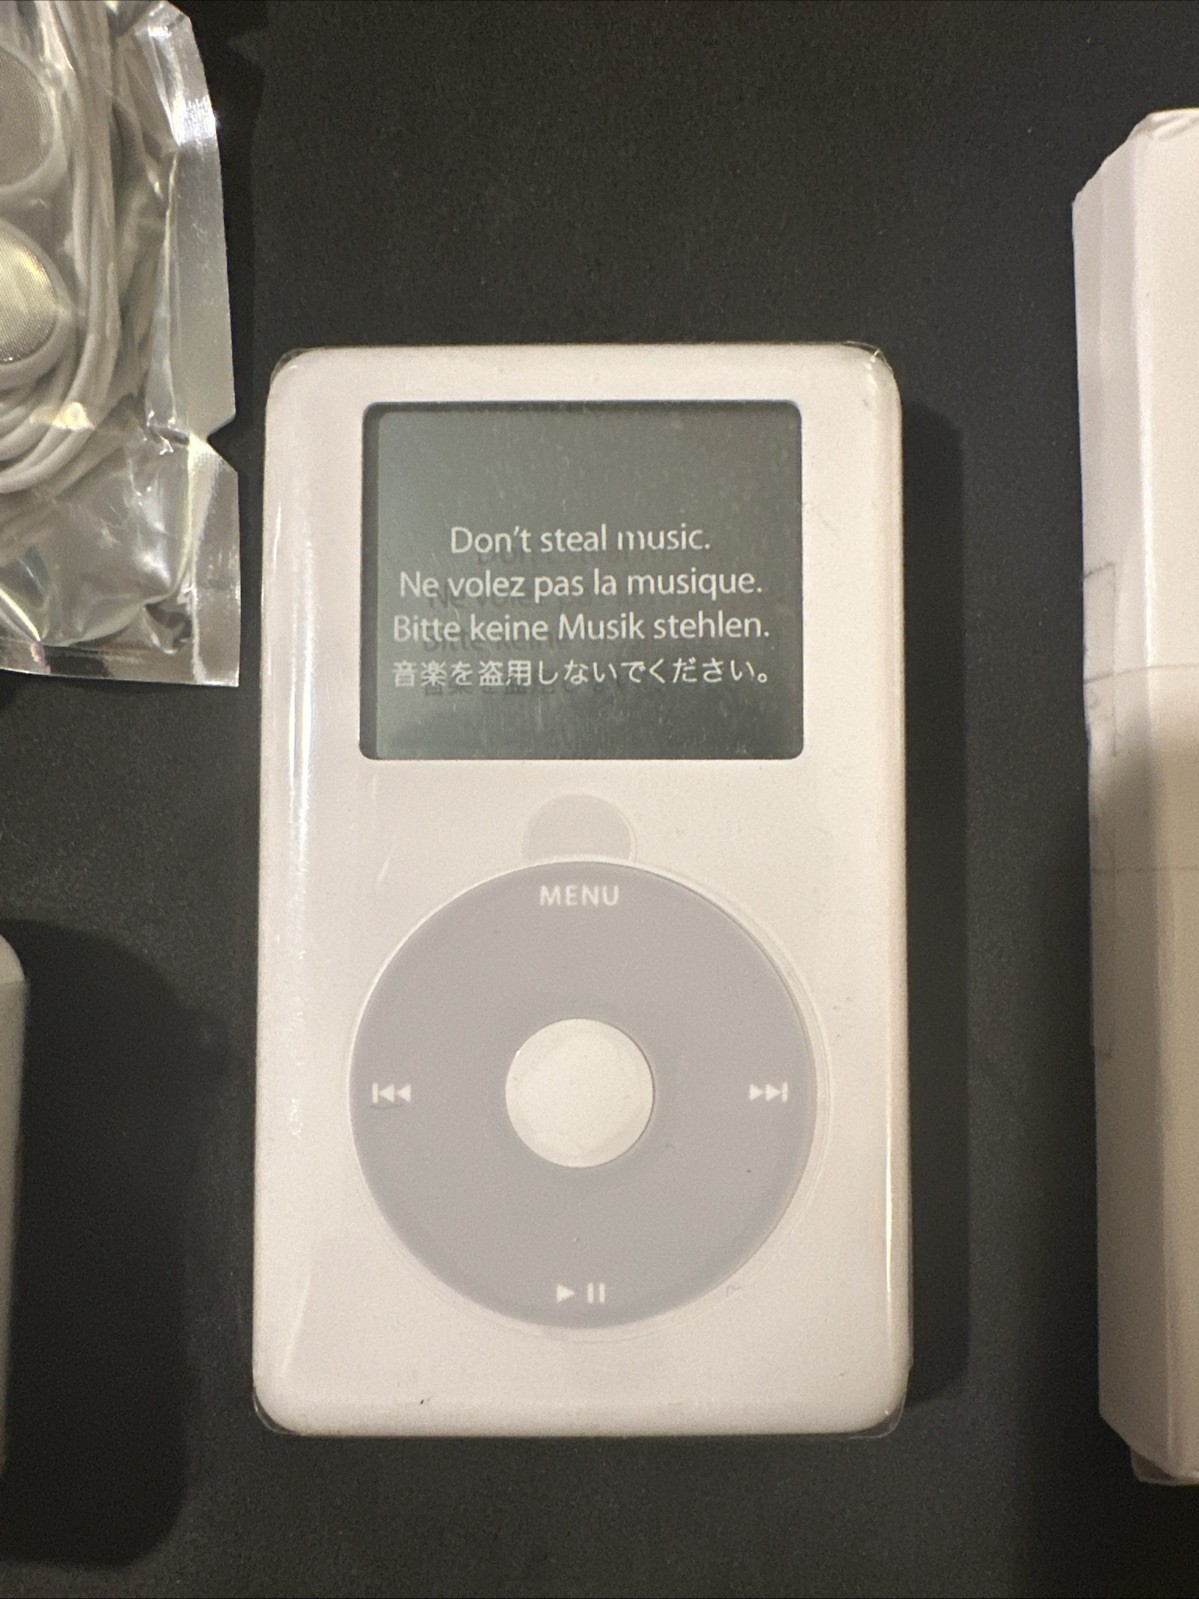 Don't steal music.
Ne volez pas la musique.
Bitte keine Musik stehlen.
音楽を盗用しないでください。
MENU